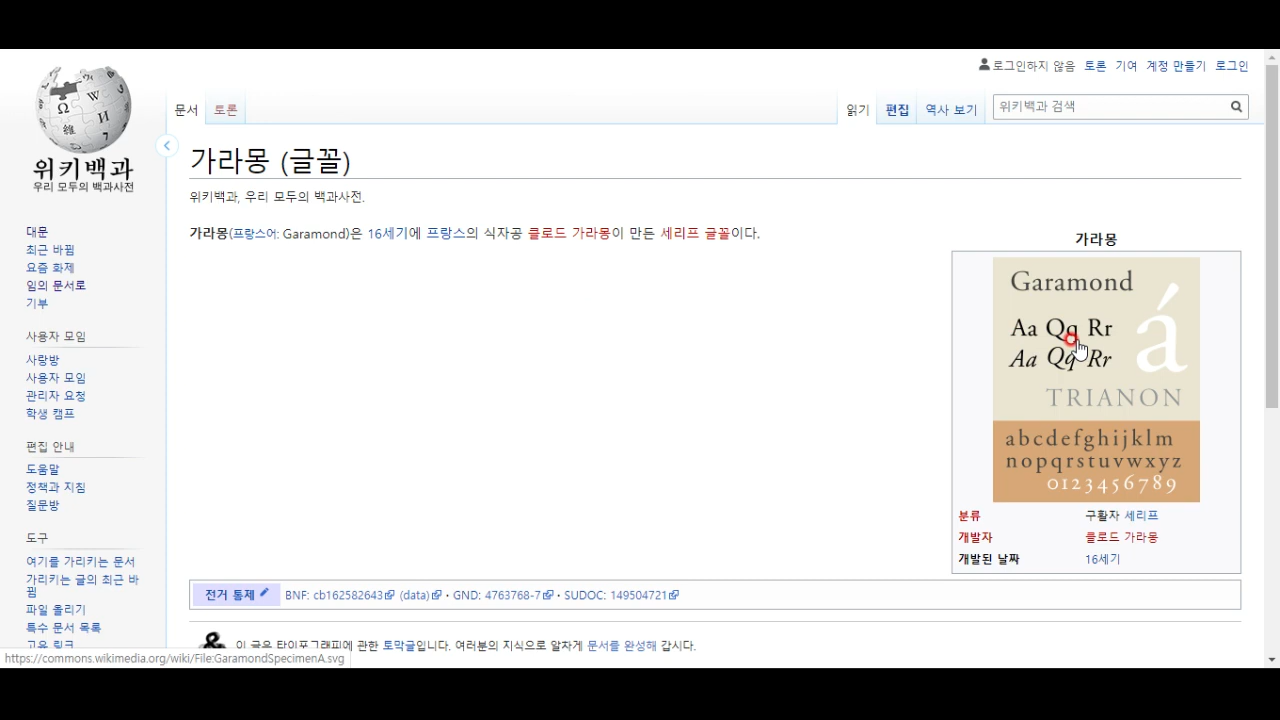 로그인하지 않음 토론 기여 계정 만들기 로그인
문서 토론 읽기 편집 역사 보기 위키백과 검색
위키백과
우리 모두의 백과사전
대문
최근 바뀜
요즘 화제
임의 문서로
기부
사용자 모임
사랑방
사용자 모임
관리자 요청
학생 캠프
편집 안내
도움말
정책과 지침
질문방
도구
여기를 가리키는 문서
가리키는 글의 최근 바
뀜
파일 올리기
특수 문서 목록
고유 링크
가라몽 (글꼴)
위키백과, 우리 모두의 백과사전.
가라몽(프랑스어: Garamond)은 16세기에 프랑스의 식자공 클로드 가라몽이 만든 세리프 글꼴이다.
가라몽
Garamond
Aa Qq Rr
Aa Qq Rr
á
TRIANON
abcdefghijklm
nopqrstuvwxyz
0123456789
분류 구활자 세리프
개발자 클로드 가라몽
개발된 날짜 16세기
전거 통제 BNF: cb162582643 (data) · GND: 4763768-7 · SUDOC: 149504721
& 이 글은 타이포그래피에 관한 토막글입니다. 여러분의 지식으로 알차게 문서를 완성해 갑시다.
https://commons.wikimedia.org/wiki/File:GaramondSpecimenA.svg